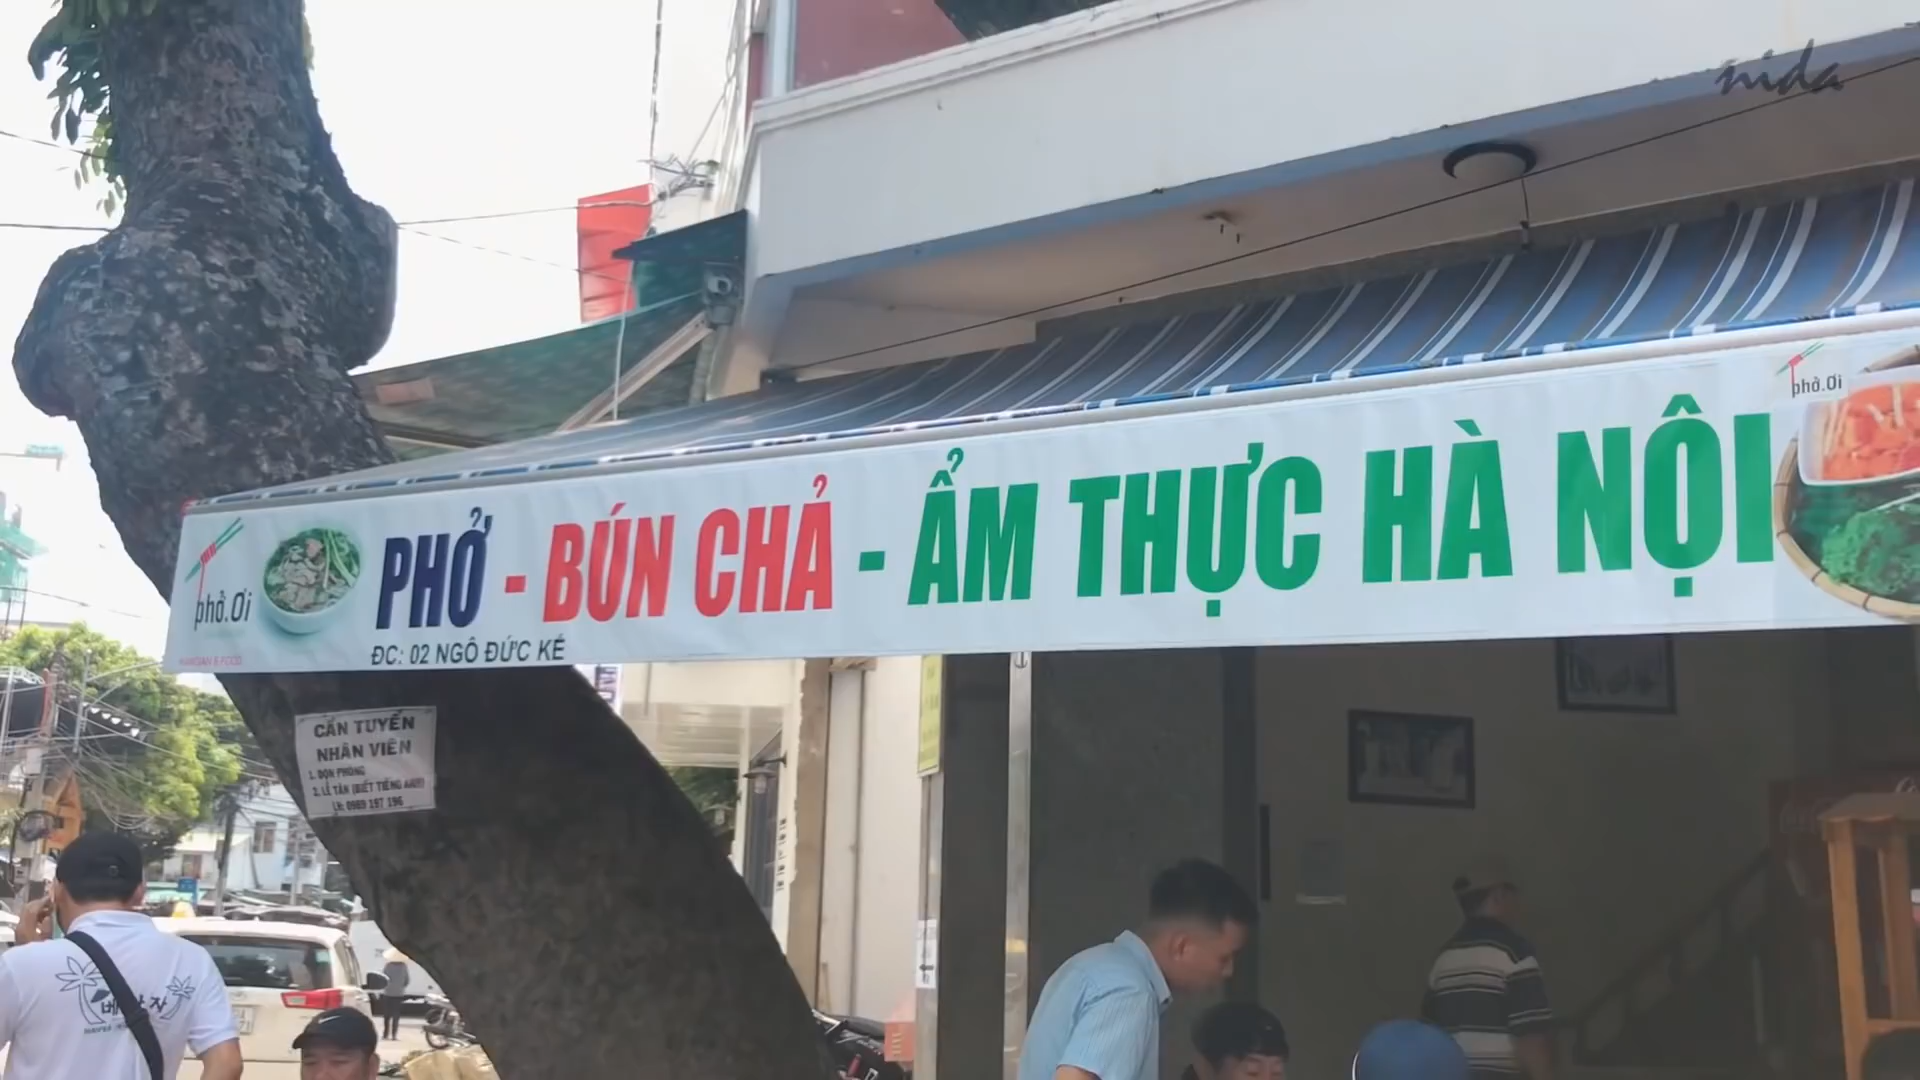 nida
phở.Ơi
phở.Ơi
PHỞ - BÚN CHẢ - ẨM THỰC HÀ NỘI
ĐC: 02 NGÔ ĐỨC KẾ
CẦN TUYỂN
NHÂN VIÊN
1. DỌN PHÒNG
2. LỄ TÂN (BIẾT TIẾNG ANH)
Lh: 0989 197 196